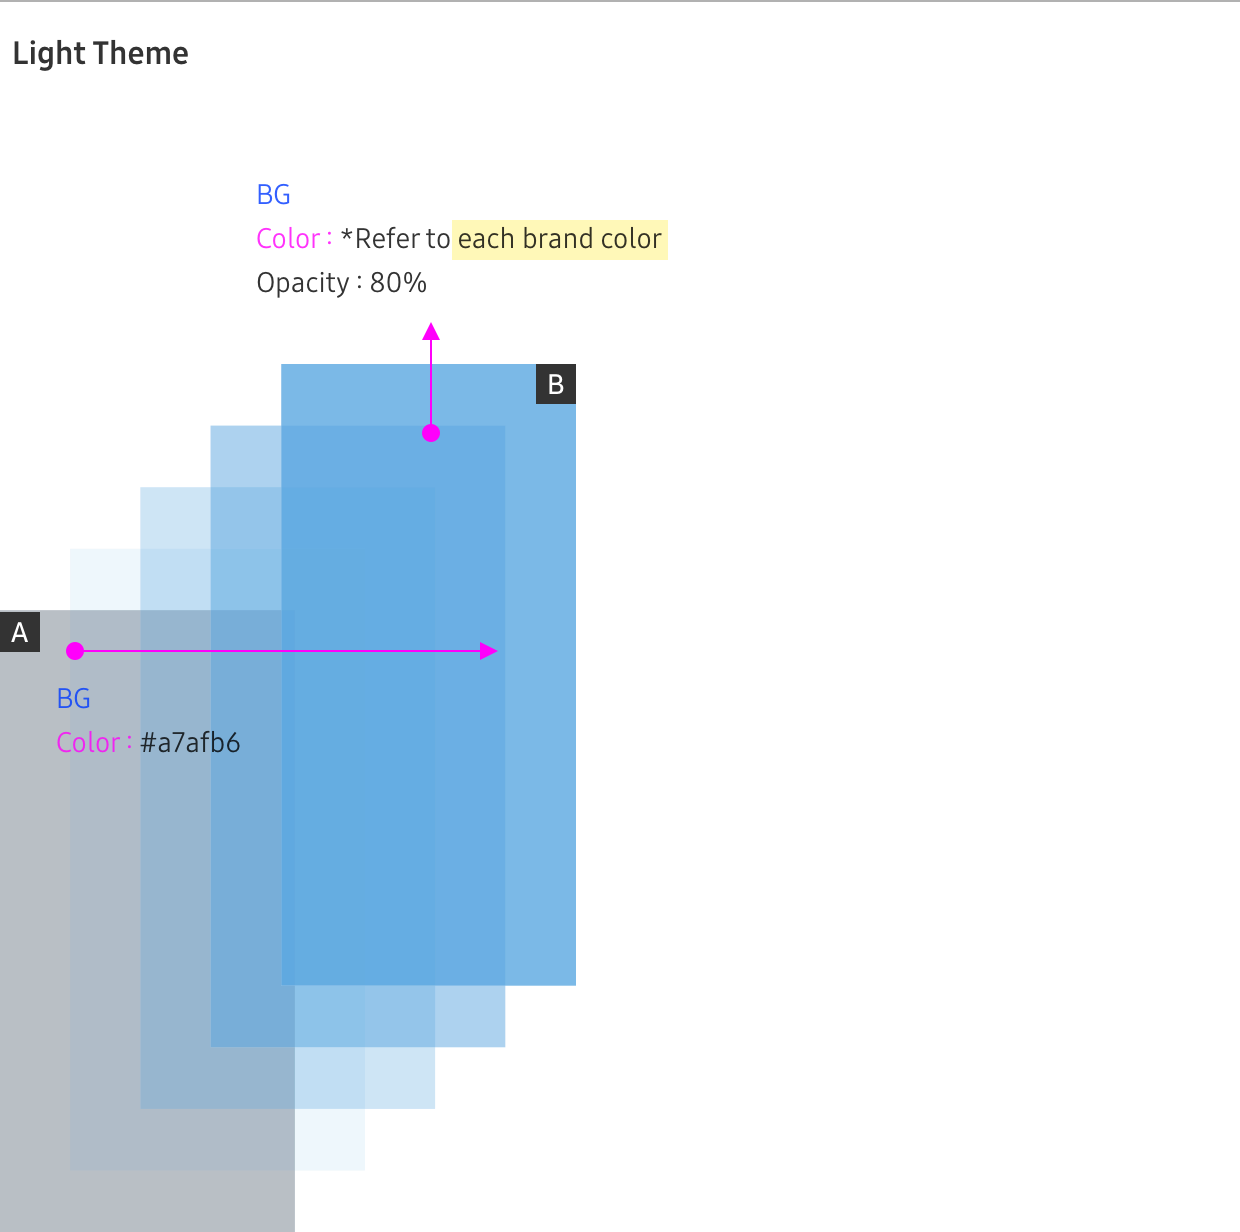 Light Theme
BG
Color : *Refer to each brand color
Opacity : 80%
B
A
BG
Color : #a7afb6